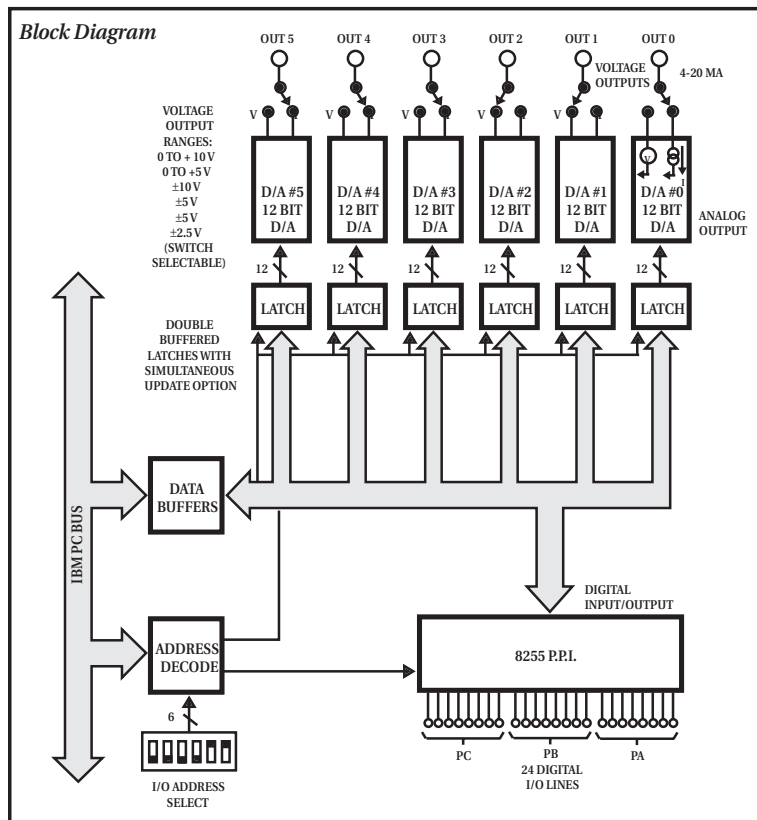 Block Diagram
OUT 5
OUT 4
OUT 3
OUT 2
OUT 1
OUT 0
VOLTAGE
OUTPUTS
4-20 MA
VOLTAGE
OUTPUT
RANGES:
0 TO + 10 V
0 TO +5 V
±10 V
±5 V
±5 V
±2.5 V
(SWITCH
SELECTABLE)
V
I
V
I
V
I
V
I
V
I
V
I
D/A #5
12 BIT
D/A
D/A #4
12 BIT
D/A
D/A #3
12 BIT
D/A
D/A #2
12 BIT
D/A
D/A #1
12 BIT
D/A
D/A #0
12 BIT
D/A
ANALOG
OUTPUT
12
12
12
12
12
12
LATCH
LATCH
LATCH
LATCH
LATCH
LATCH
DOUBLE
BUFFERED
LATCHES WITH
SIMULTANEOUS
UPDATE OPTION
IBM PC BUS
DATA
BUFFERS
DIGITAL
INPUT/OUTPUT
ADDRESS
DECODE
8255 P.P.I.
6
I/O ADDRESS
SELECT
PC
PB
PA
24 DIGITAL
I/O LINES